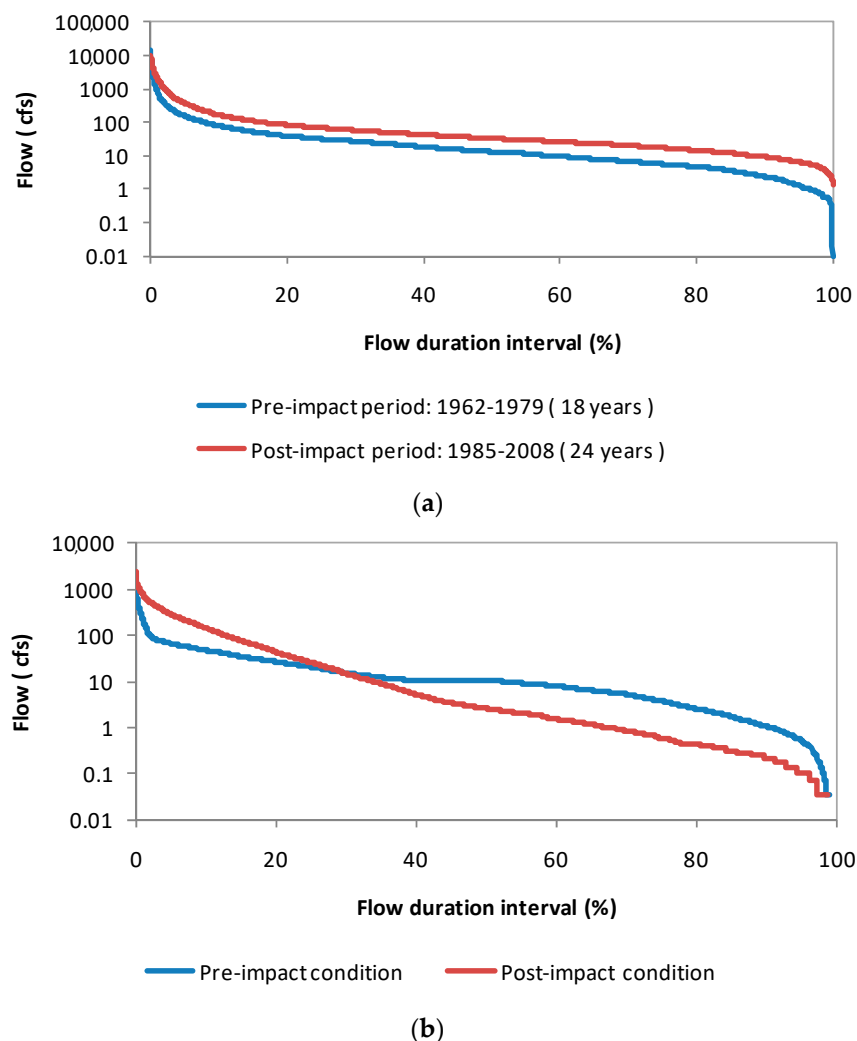 100,000
10,000
1000
100
10
1
0.1
0.01
Flow ( cfs)
0 20 40 60 80 100
Flow duration interval (%)
Pre-impact period: 1962-1979 ( 18 years )
Post-impact period: 1985-2008 ( 24 years )
(a)
10,000
1000
100
10
1
0.1
0.01
Flow ( cfs)
0 20 40 60 80 100
Flow duration interval (%)
Pre-impact condition Post-impact condition
(b)